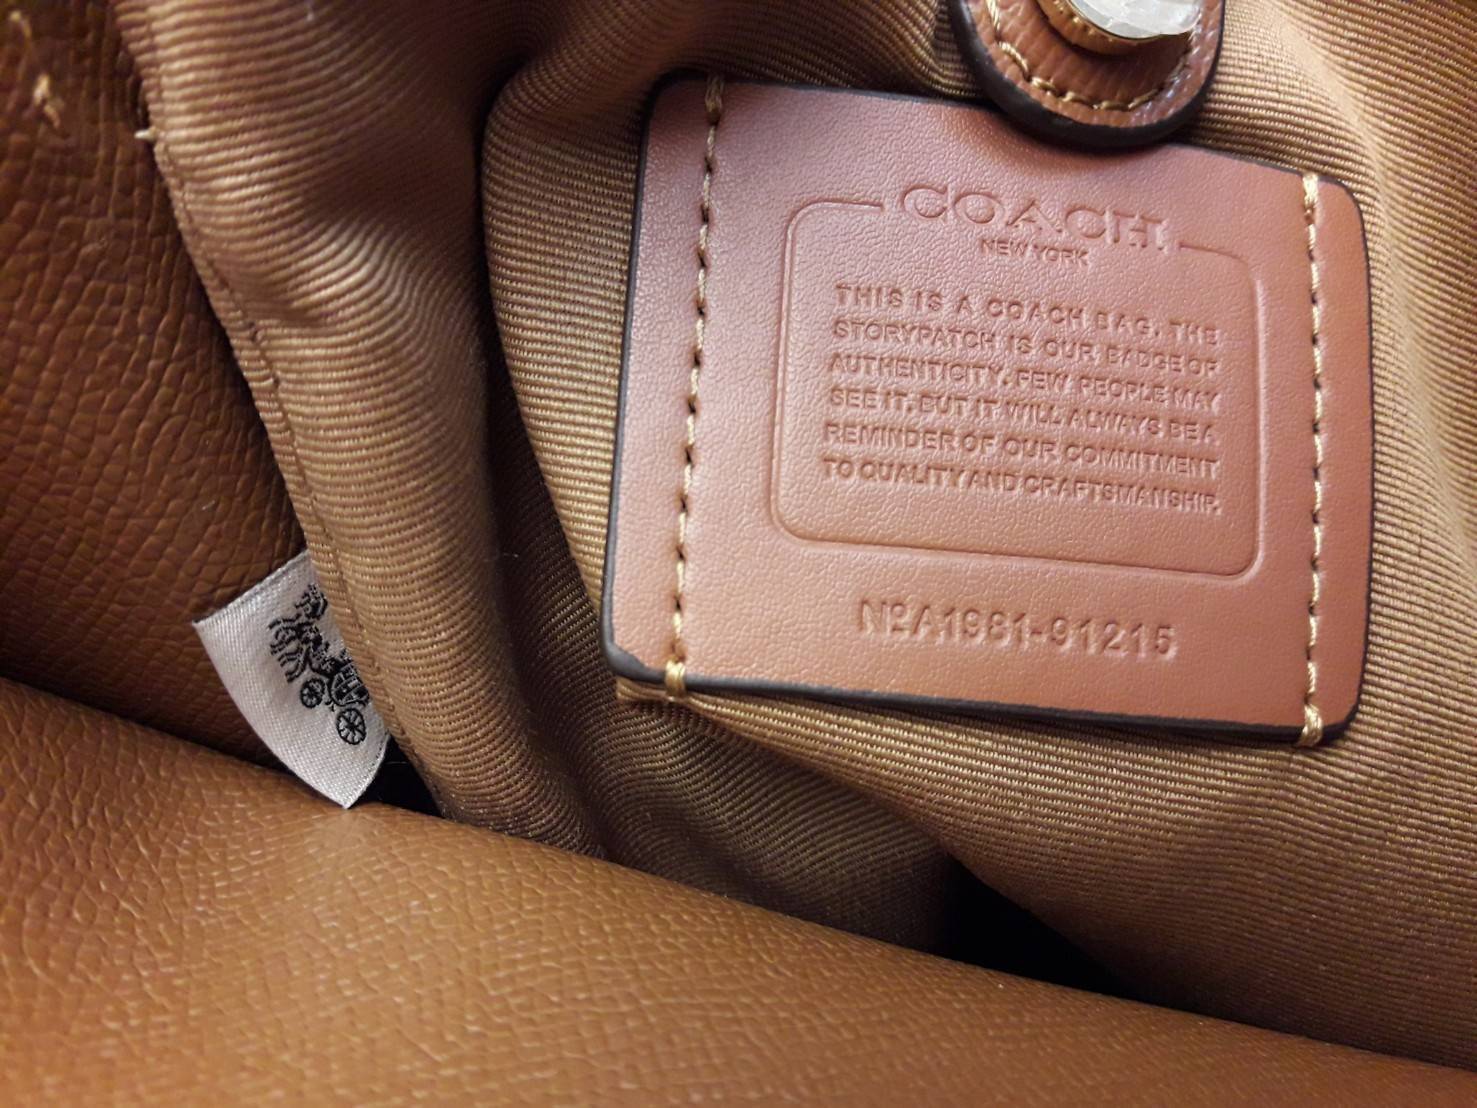 COACH
NEW YORK
THIS IS A COACH BAG. THE
STORYPATCH IS OUR BADGE OF
AUTHENTICITY. FEW PEOPLE MAY
SEE IT. BUT IT WILL ALWAYS BE A
REMINDER OF OUR COMMITMENT
TO QUALITY AND CRAFTSMANSHIP.
NºA1981-91215